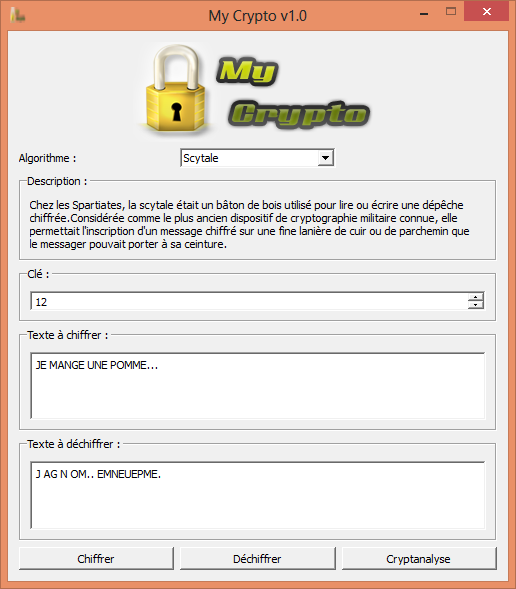 My Crypto v1.0
My
Crypto
Algorithme :
Scytale
Description :
Chez les Spartiates, la scytale était un bâton de bois utilisé pour lire ou écrire une dépêche
chiffrée.Considérée comme le plus ancien dispositif de cryptographie militaire connue, elle
permettait l'inscription d'un message chiffré sur une fine lanière de cuir ou de parchemin que
le messager pouvait porter à sa ceinture.
Clé :
12
Texte à chiffrer :
JE MANGE UNE POMME...
Texte à déchiffrer :
J AG N OM.. EMNEUEPME.
Chiffrer
Déchiffrer
Cryptanalyse